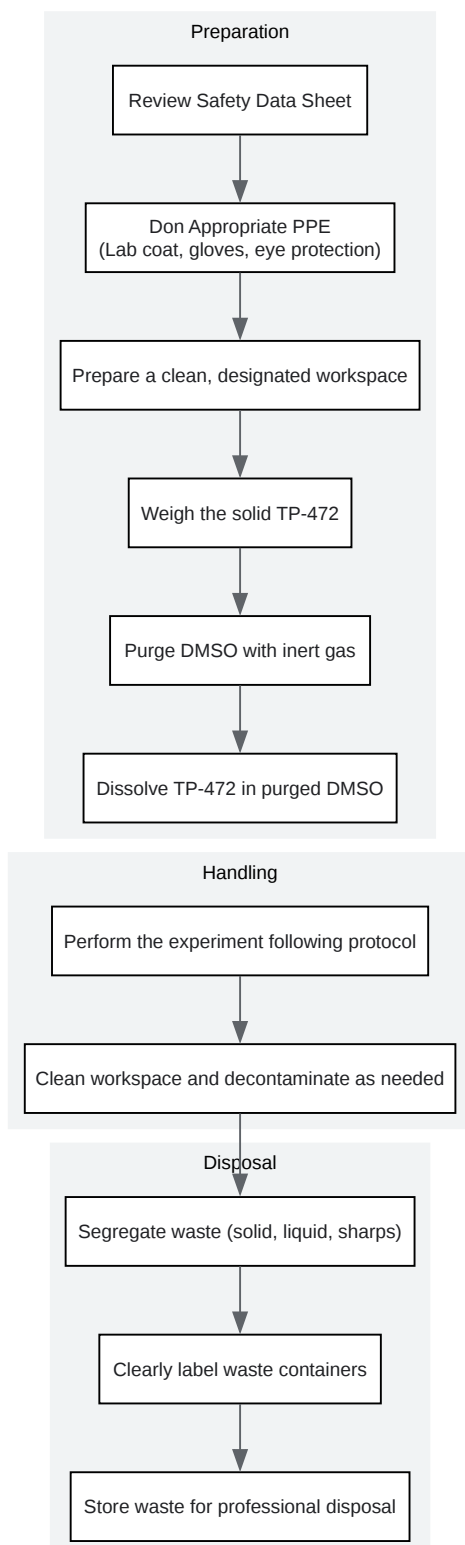 Preparation
Review Safety Data Sheet
Don Appropriate PPE
(Lab coat, gloves, eye protection)
Prepare a clean, designated workspace
Weigh the solid TP-472
Purge DMSO with inert gas
Dissolve TP-472 in purged DMSO
Handling
Perform the experiment following protocol
Clean workspace and decontaminate as needed
Disposal
Segregate waste (solid, liquid, sharps)
Clearly label waste containers
Store waste for professional disposal